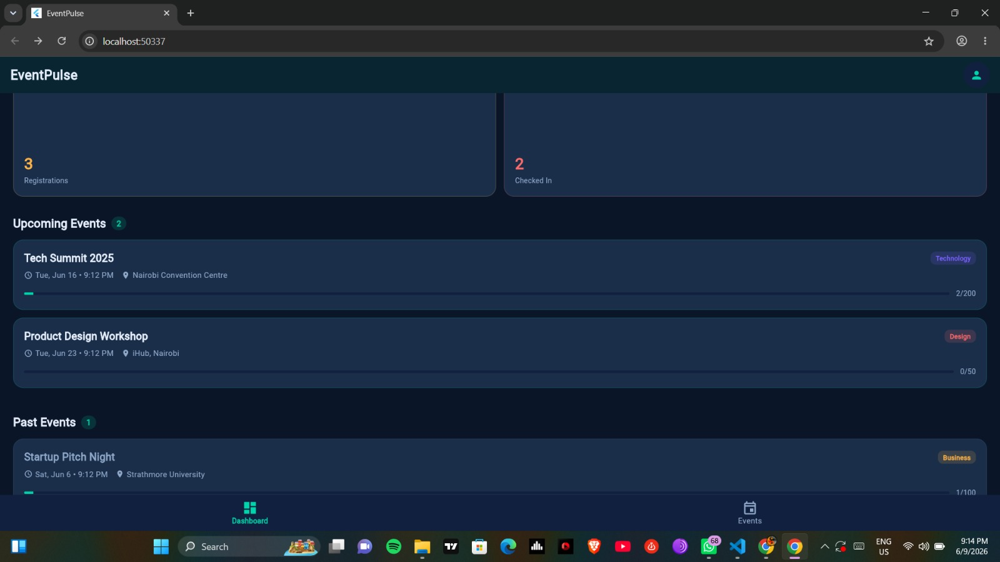 EventPulse
localhost:50337
EventPulse
3
Registrations
2
Checked In
Upcoming Events 2
Tech Summit 2025
Technology
Tue, Jun 16 • 9:12 PM Nairobi Convention Centre
2/200
Product Design Workshop
Design
Tue, Jun 23 • 9:12 PM iHub, Nairobi
0/50
Past Events 1
Startup Pitch Night
Business
Sat, Jun 6 • 9:12 PM Strathmore University
1/100
Dashboard
Events
Search
68
ENG
US
9:14 PM
6/9/2026